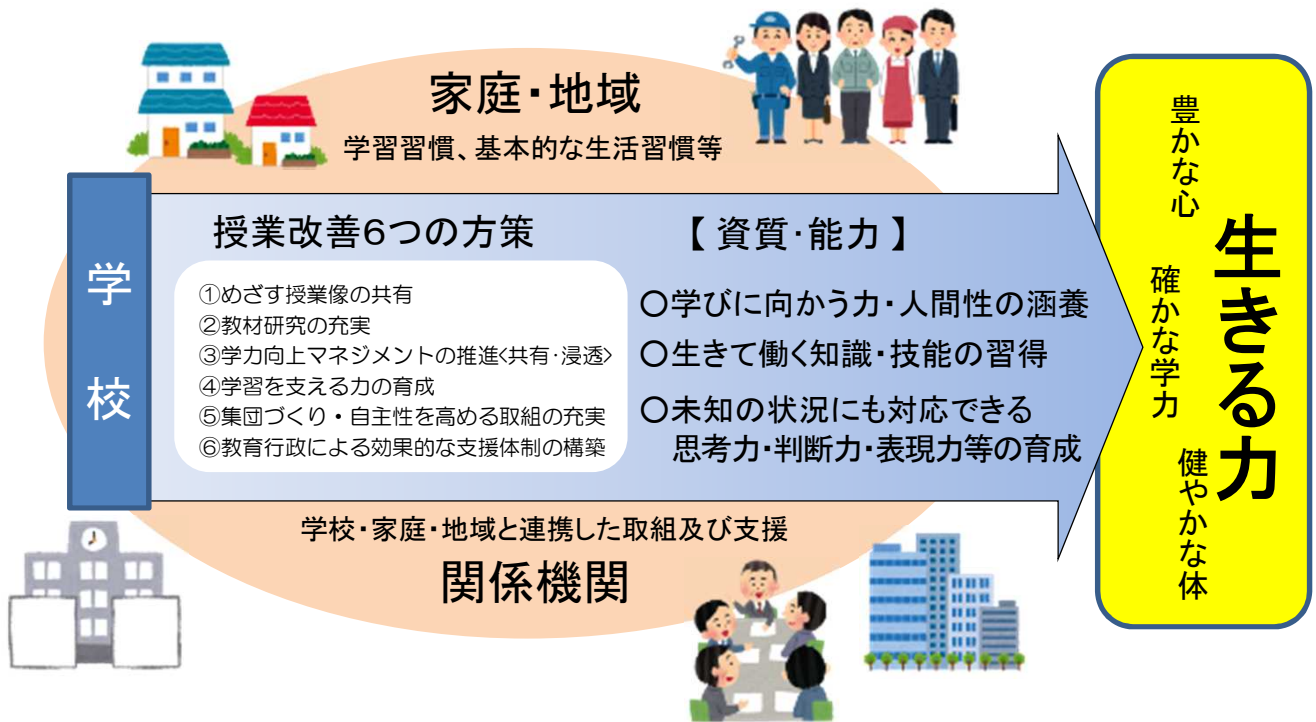 家庭・地域
学習習慣、基本的な生活習慣等
学校
授業改善6つの方策
①めざす授業像の共有
②教材研究の充実
③学力向上マネジメントの推進<共有・浸透>
④学習を支える力の育成
⑤集団づくり・自主性を高める取組の充実
⑥教育行政による効果的な支援体制の構築
【 資質・能力 】
○学びに向かう力・人間性の涵養
○生きて働く知識・技能の習得
○未知の状況にも対応できる
思考力・判断力・表現力等の育成
学校・家庭・地域と連携した取組及び支援
関係機関
生きる力
豊かな心
確かな学力
健やかな体